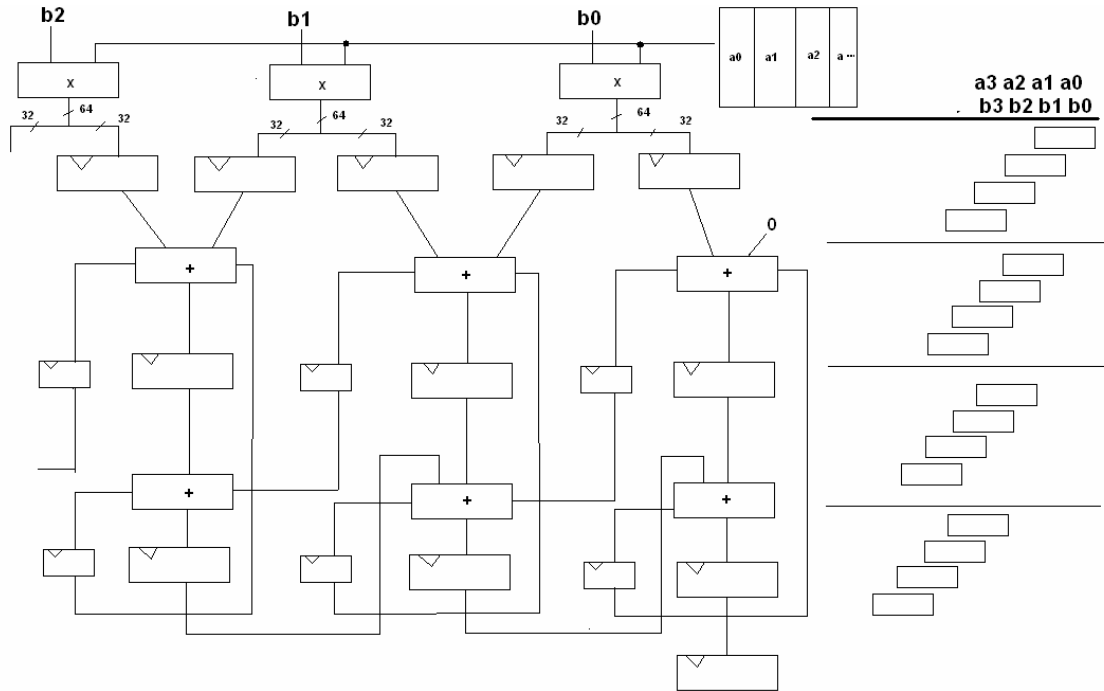 b2
b1
b0
a0 a1 a2 a ...
x
x
x
a3 a2 a1 a0
b3 b2 b1 b0
64
32 32
64
32 32
64
32 32
0
+
+
+
+
+
+